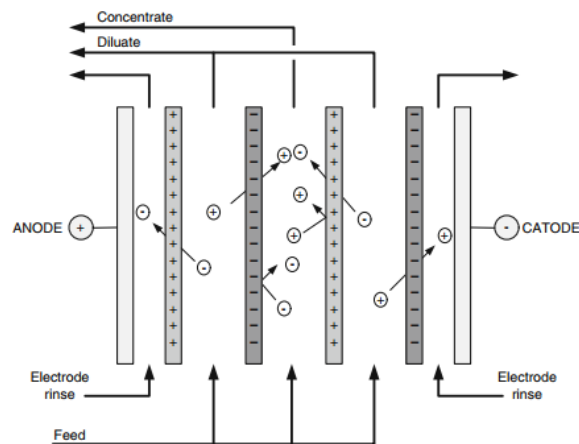 Concentrate
Diluate
ANODE +
- CATODE
Electrode
rinse
Electrode
rinse
Feed